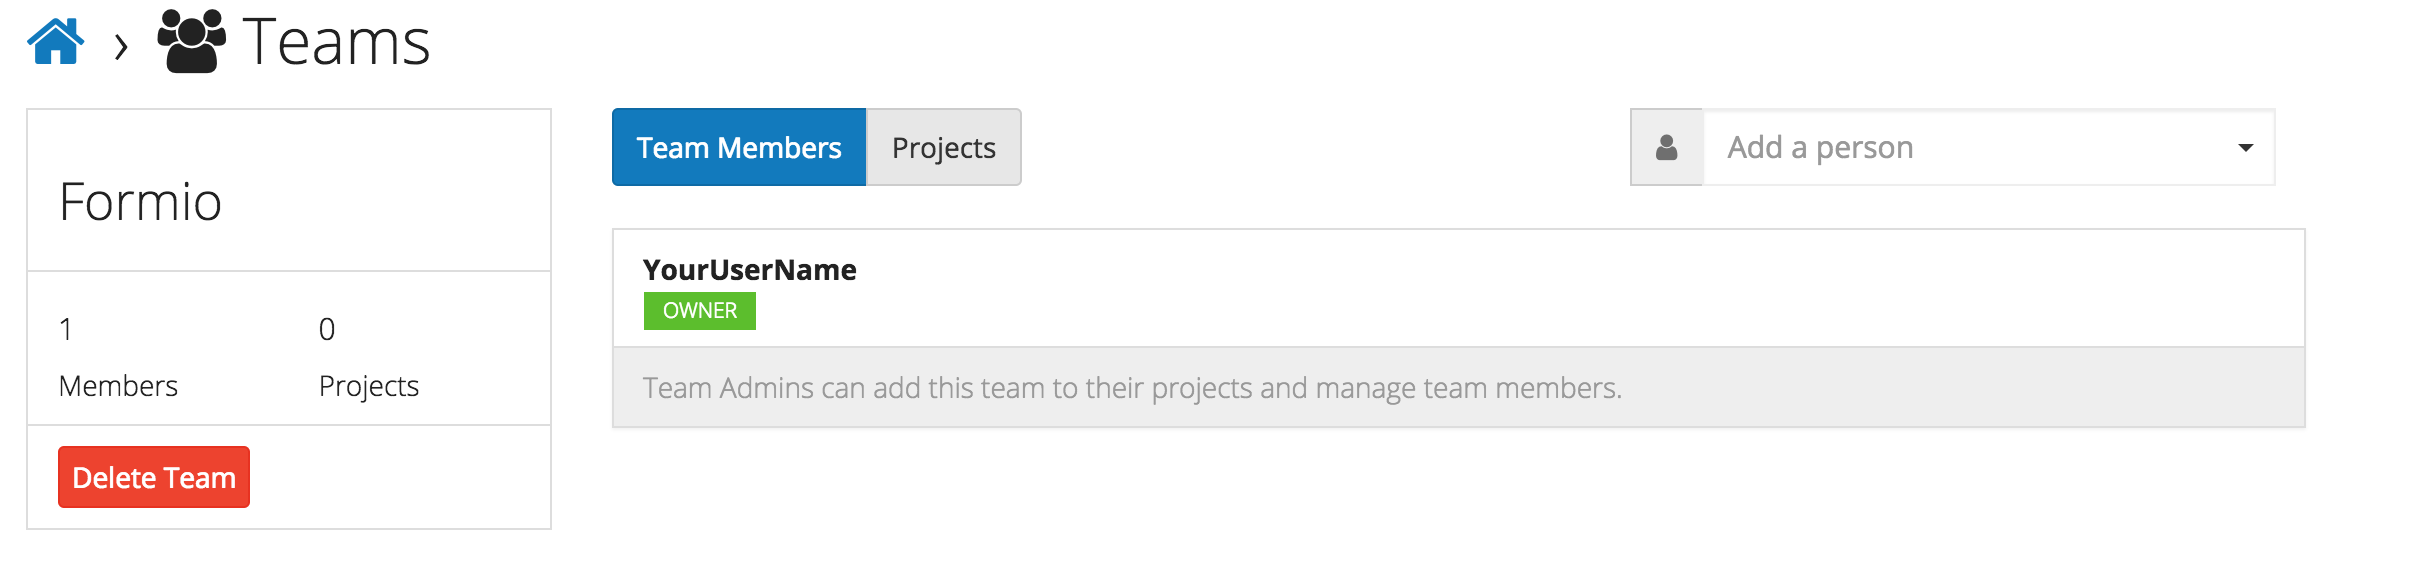 › Teams
Formio
1
Members
0
Projects
Delete Team
Team Members
Projects
Add a person
YourUserName
OWNER
Team Admins can add this team to their projects and manage team members.